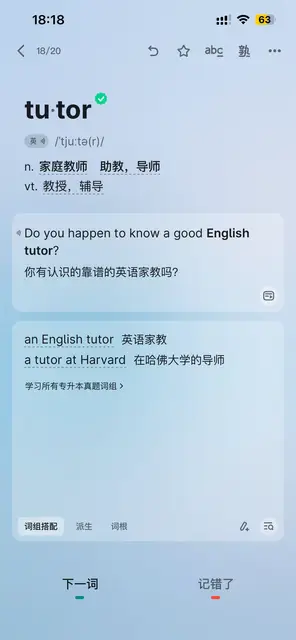 18:18
63
18/20
abc
熟
tu·tor
英 /'tju:tə(r)/
n. 家庭教师 助教，导师
vt. 教授，辅导
Do you happen to know a good English
tutor?
你有认识的靠谱的英语家教吗?
an English tutor 英语家教
a tutor at Harvard 在哈佛大学的导师
学习所有专升本真题词组
词组搭配 派生 词根
下一词 记错了